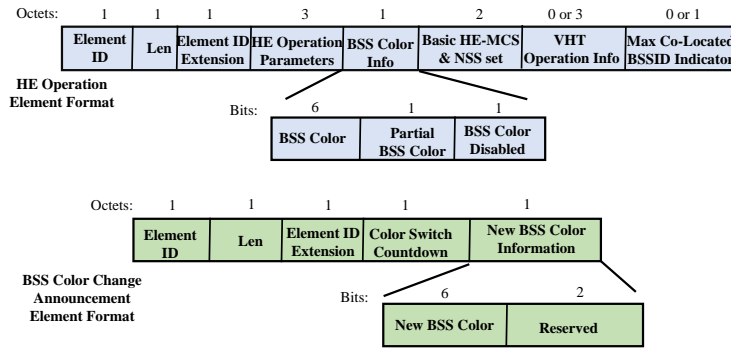 Octets: 1 1 1 3 1 2 0 or 3 0 or 1
Element ID Len Element ID Extension HE Operation Parameters BSS Color Info Basic HE-MCS & NSS set VHT Operation Info Max Co-Located BSSID Indicator
HE Operation
Element Format
Bits: 6 1 1
BSS Color Partial BSS Color BSS Color Disabled
Octets: 1 1 1 1 1
Element ID Len Element ID Extension Color Switch Countdown New BSS Color Information
BSS Color Change
Announcement
Element Format
Bits: 6 2
New BSS Color Reserved